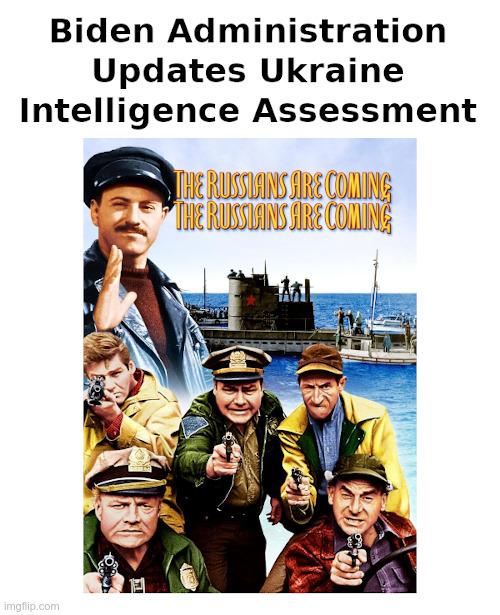 Biden Administration
Updates Ukraine
Intelligence Assessment
THE RUSSIANS ARE COMING
THE RUSSIANS ARE COMING
imgflip.com